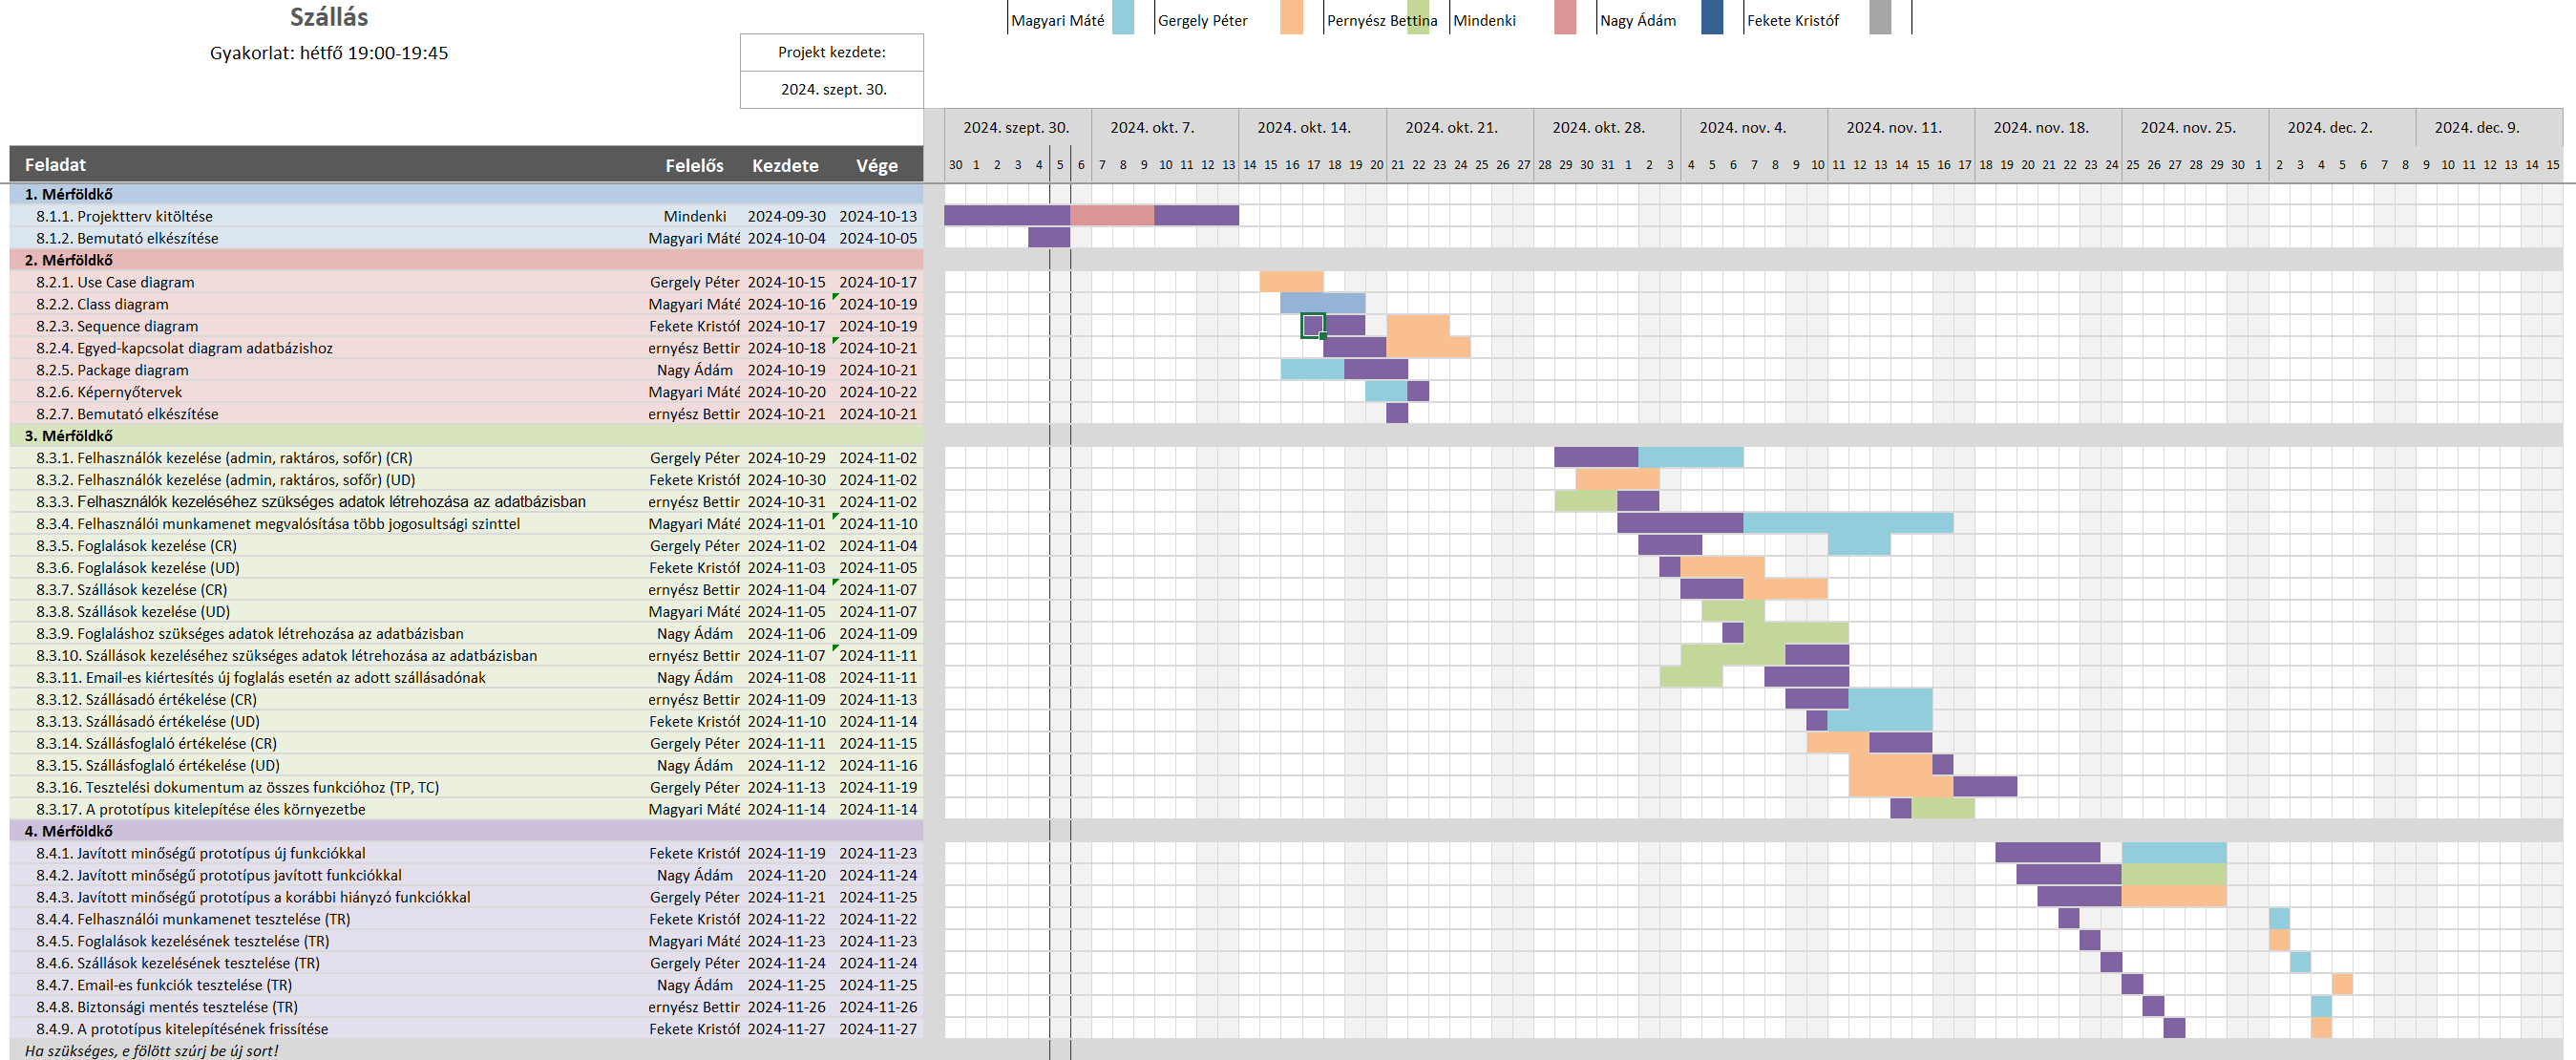 Szállás
Gyakorlat: hétfő 19:00-19:45
Magyari Máté Gergely Péter Pernyész Bettina Mindenki Nagy Ádám Fekete Kristóf
Projekt kezdete:
2024. szept. 30.
2024. szept. 30. 2024. okt. 7. 2024. okt. 14. 2024. okt. 21. 2024. okt. 28. 2024. nov. 4. 2024. nov. 11. 2024. nov. 18. 2024. nov. 25. 2024. dec. 2. 2024. dec. 9.
Feladat Felelős Kezdete Vége 30 1 2 3 4 5 6 7 8 9 10 11 12 13 14 15 16 17 18 19 20 21 22 23 24 25 26 27 28 29 30 31 1 2 3 4 5 6 7 8 9 10 11 12 13 14 15 16 17 18 19 20 21 22 23 24 25 26 27 28 29 30 1 2 3 4 5 6 7 8 9 10 11 12 13 14 15
1. Mérföldkő
8.1.1. Projektterv kitöltése Mindenki 2024-09-30 2024-10-13
8.1.2. Bemutató elkészítése Magyari Máté 2024-10-04 2024-10-05
2. Mérföldkő
8.2.1. Use Case diagram Gergely Péter 2024-10-15 2024-10-17
8.2.2. Class diagram Magyari Máté 2024-10-16 2024-10-19
8.2.3. Sequence diagram Fekete Kristóf 2024-10-17 2024-10-19
8.2.4. Egyed-kapcsolat diagram adatbázishoz ernyész Bettir 2024-10-18 2024-10-21
8.2.5. Package diagram Nagy Ádám 2024-10-19 2024-10-21
8.2.6. Képernyőtervek Magyari Máté 2024-10-20 2024-10-22
8.2.7. Bemutató elkészítése ernyész Bettir 2024-10-21 2024-10-21
3. Mérföldkő
8.3.1. Felhasználók kezelése (admin, raktáros, sofőr) (CR) Gergely Péter 2024-10-29 2024-11-02
8.3.2. Felhasználók kezelése (admin, raktáros, sofőr) (UD) Fekete Kristóf 2024-10-30 2024-11-02
8.3.3. Felhasználók kezeléséhez szükséges adatok létrehozása az adatbázisban ernyész Bettir 2024-10-31 2024-11-02
8.3.4. Felhasználói munkamenet megvalósítása több jogosultsági szinttel Magyari Máté 2024-11-01 2024-11-10
8.3.5. Foglalások kezelése (CR) Gergely Péter 2024-11-02 2024-11-04
8.3.6. Foglalások kezelése (UD) Fekete Kristóf 2024-11-03 2024-11-05
8.3.7. Szállások kezelése (CR) ernyész Bettir 2024-11-04 2024-11-07
8.3.8. Szállások kezelése (UD) Magyari Máté 2024-11-05 2024-11-07
8.3.9. Foglaláshoz szükséges adatok létrehozása az adatbázisban Nagy Ádám 2024-11-06 2024-11-09
8.3.10. Szállások kezeléséhez szükséges adatok létrehozása az adatbázisban ernyész Bettir 2024-11-07 2024-11-11
8.3.11. Email-es kiértesítés új foglalás esetén az adott szállásadónak Nagy Ádám 2024-11-08 2024-11-11
8.3.12. Szállásadó értékelése (CR) ernyész Bettir 2024-11-09 2024-11-13
8.3.13. Szállásadó értékelése (UD) Fekete Kristóf 2024-11-10 2024-11-14
8.3.14. Szállásfoglaló értékelése (CR) Gergely Péter 2024-11-11 2024-11-15
8.3.15. Szállásfoglaló értékelése (UD) Nagy Ádám 2024-11-12 2024-11-16
8.3.16. Tesztelési dokumentum az összes funkcióhoz (TP, TC) Gergely Péter 2024-11-13 2024-11-19
8.3.17. A prototípus kitelepítése éles környezetbe Magyari Máté 2024-11-14 2024-11-14
4. Mérföldkő
8.4.1. Javított minőségű prototípus új funkciókkal Fekete Kristóf 2024-11-19 2024-11-23
8.4.2. Javított minőségű prototípus javított funkciókkal Nagy Ádám 2024-11-20 2024-11-24
8.4.3. Javított minőségű prototípus a korábbi hiányzó funkciókkal Gergely Péter 2024-11-21 2024-11-25
8.4.4. Felhasználói munkamenet tesztelése (TR) Fekete Kristóf 2024-11-22 2024-11-22
8.4.5. Foglalások kezelésének tesztelése (TR) Magyari Máté 2024-11-23 2024-11-23
8.4.6. Szállások kezelésének tesztelése (TR) Gergely Péter 2024-11-24 2024-11-24
8.4.7. Email-es funkciók tesztelése (TR) Nagy Ádám 2024-11-25 2024-11-25
8.4.8. Biztonsági mentés tesztelése (TR) ernyész Bettir 2024-11-26 2024-11-26
8.4.9. A prototípus kitelepítésének frissítése Fekete Kristóf 2024-11-27 2024-11-27
Ha szükséges, e fölött szúrj be új sort!